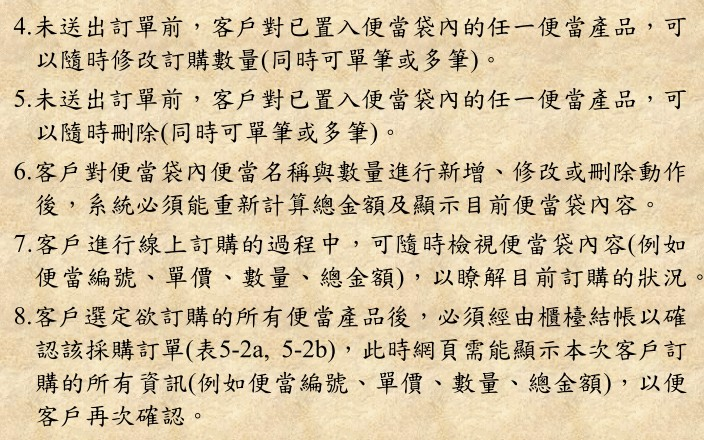 4.未送出訂單前，客戶對已置入便當袋內的任一便當產品，可
以隨時修改訂購數量(同時可單筆或多筆)。
5.未送出訂單前，客戶對已置入便當袋內的任一便當產品，可
以隨時刪除(同時可單筆或多筆)。
6.客戶對便當袋內便當名稱與數量進行新增、修改或刪除動作
後，系統必須能重新計算總金額及顯示目前便當袋內容。
7.客戶進行線上訂購的過程中，可隨時檢視便當袋內容(例如
便當編號、單價、數量、總金額)，以瞭解目前訂購的狀況。
8.客戶選定欲訂購的所有便當產品後，必須經由櫃檯結帳以確
認該採購訂單(表5-2a, 5-2b)，此時網頁需能顯示本次客戶訂
購的所有資訊(例如便當編號、單價、數量、總金額)，以便
客戶再次確認。